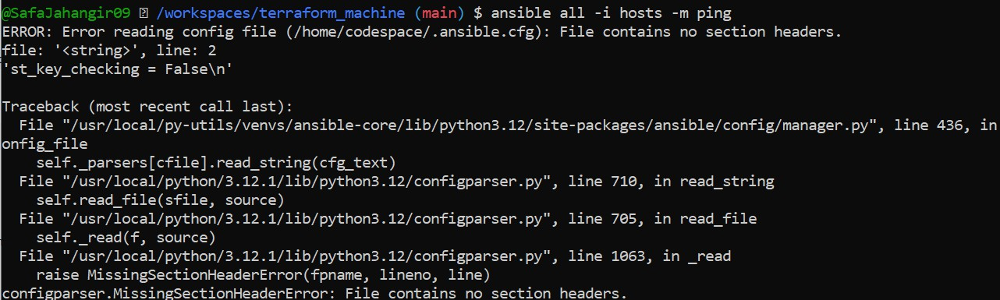 @SafaJahangir09 /workspaces/terraform_machine (main) $ ansible all -i hosts -m ping
ERROR: Error reading config file (/home/codespace/.ansible.cfg): File contains no section headers.
file: '<string>', line: 2
'st_key_checking = False\n'
Traceback (most recent call last):
  File "/usr/local/py-utils/venvs/ansible-core/lib/python3.12/site-packages/ansible/config/manager.py", line 436, in
onfig_file
    self._parsers[cfile].read_string(cfg_text)
  File "/usr/local/python/3.12.1/lib/python3.12/configparser.py", line 710, in read_string
    self.read_file(sfile, source)
  File "/usr/local/python/3.12.1/lib/python3.12/configparser.py", line 705, in read_file
    self._read(f, source)
  File "/usr/local/python/3.12.1/lib/python3.12/configparser.py", line 1063, in _read
    raise MissingSectionHeaderError(fpname, lineno, line)
configparser.MissingSectionHeaderError: File contains no section headers.